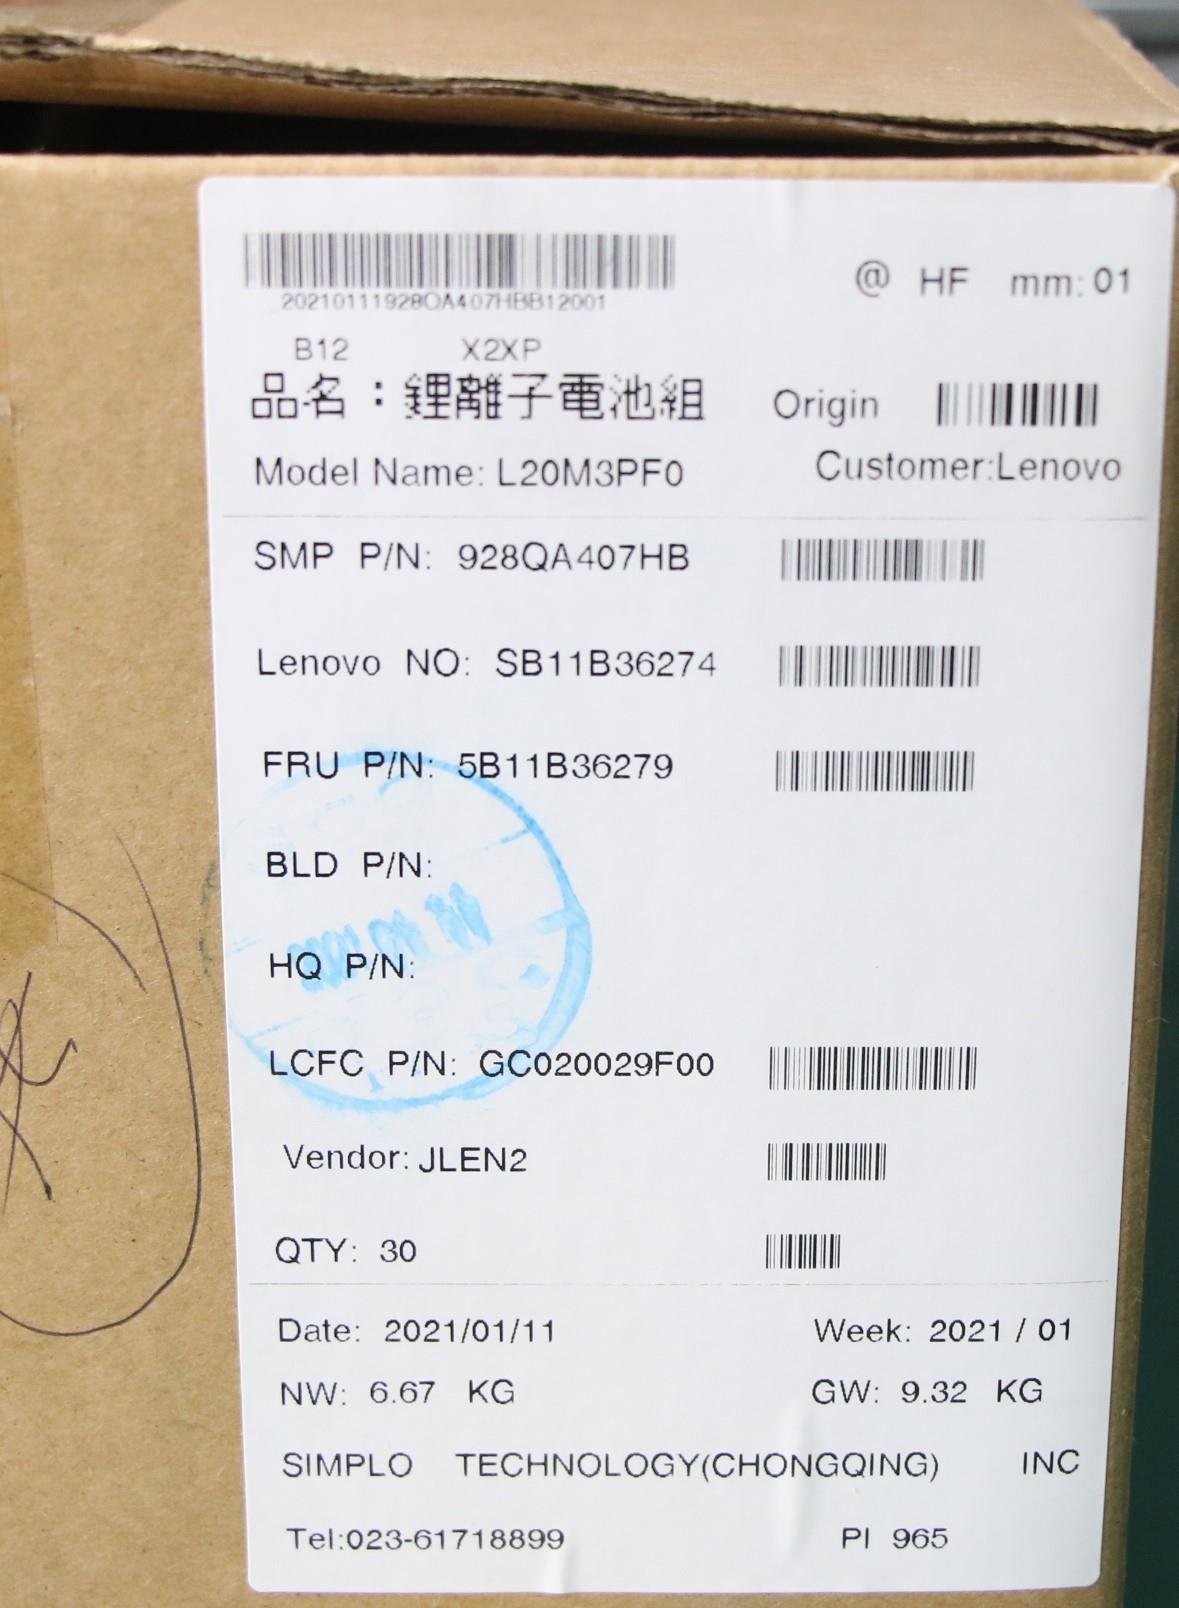 20210111928QA407HBB12001
@ HF mm: 01
B12 X2XP
品名：鋰離子電池組 Origin
Model Name: L20M3PF0 Customer:Lenovo
SMP P/N: 928QA407HB
Lenovo NO: SB11B36274
FRU P/N: 5B11B36279
BLD P/N:
HQ P/N:
LCFC P/N: GC020029F00
Vendor: JLEN2
QTY: 30
Date: 2021/01/11 Week: 2021 / 01
NW: 6.67 KG GW: 9.32 KG
SIMPLO TECHNOLOGY(CHONGQING) INC
Tel:023-61718899 PI 965